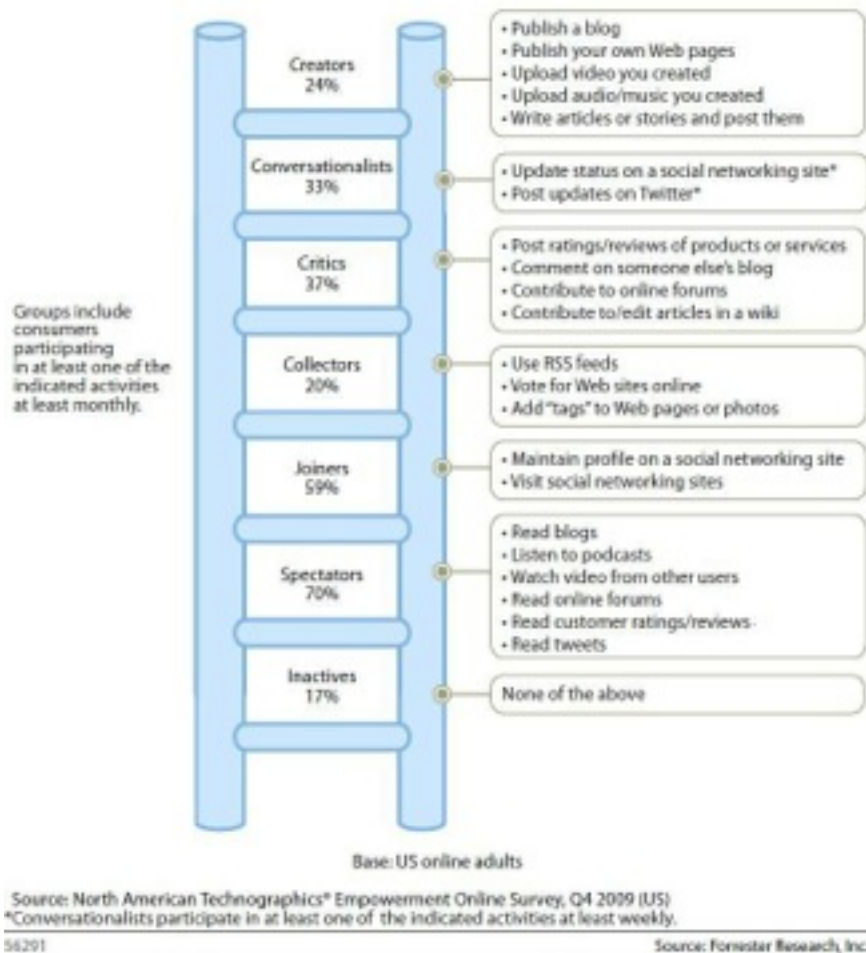 Creators
24%
• Publish a blog
• Publish your own Web pages
• Upload video you created
• Upload audio/music you created
• Write articles or stories and post them
Conversationalists
33%
• Update status on a social networking site*
• Post updates on Twitter*
Critics
37%
• Post ratings/reviews of products or services
• Comment on someone else's blog
• Contribute to online forums
• Contribute to/edit articles in a wiki
Groups include
consumers
participating
in at least one of the
indicated activities
at least monthly.
Collectors
20%
• Use RSS feeds
• Vote for Web sites online
• Add "tags" to Web pages or photos
Joiners
59%
• Maintain profile on a social networking site
• Visit social networking sites
Spectators
70%
• Read blogs
• Listen to podcasts
• Watch video from other users
• Read online forums
• Read customer ratings/reviews
• Read tweets
Inactives
17%
None of the above
Base: US online adults
Source: North American Technographics® Empowerment Online Survey, Q4 2009 (US)
*Conversationalists participate in at least one of the indicated activities at least weekly.
56291
Source: Forrester Research, Inc